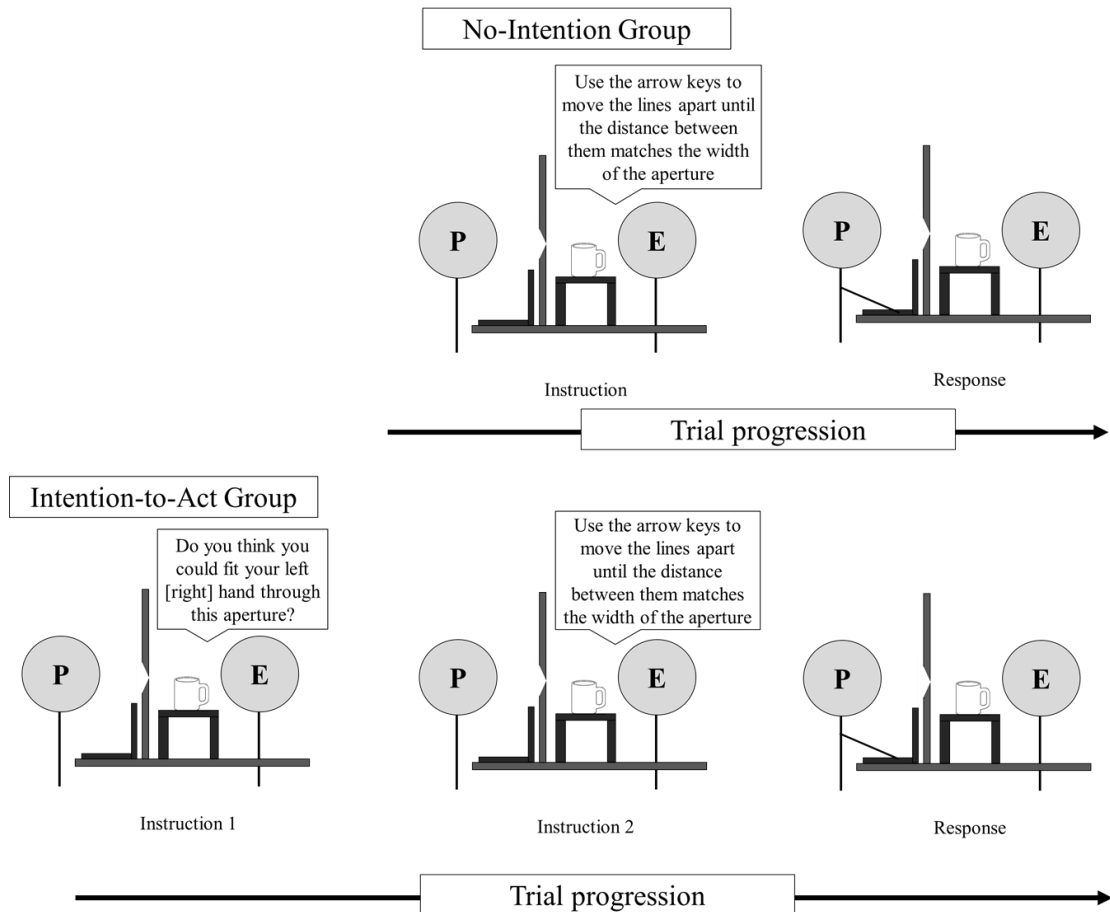 No-Intention Group
Use the arrow keys to
move the lines apart until
the distance between
them matches the width
of the aperture
P
E
P
E
Instruction
Response
Trial progression
Intention-to-Act Group
Do you think you
could fit your left
[right] hand through
this aperture?
Use the arrow keys to
move the lines apart
until the distance
between them matches
the width of the aperture
P
E
P
E
P
E
Instruction 1
Instruction 2
Response
Trial progression